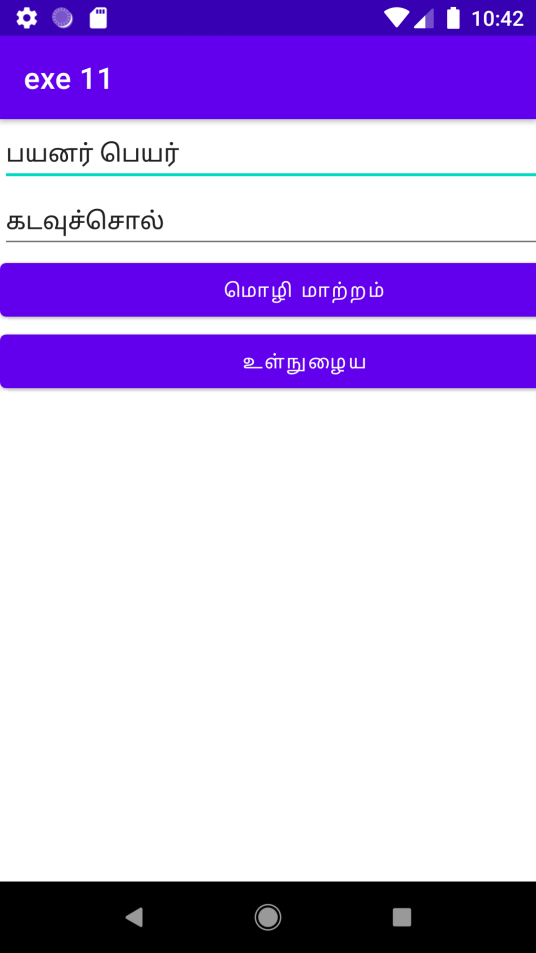 10:42
exe 11
பயனர் பெயர்
கடவுச்சொல்
மொழி மாற்றம்
உள்நுழைய